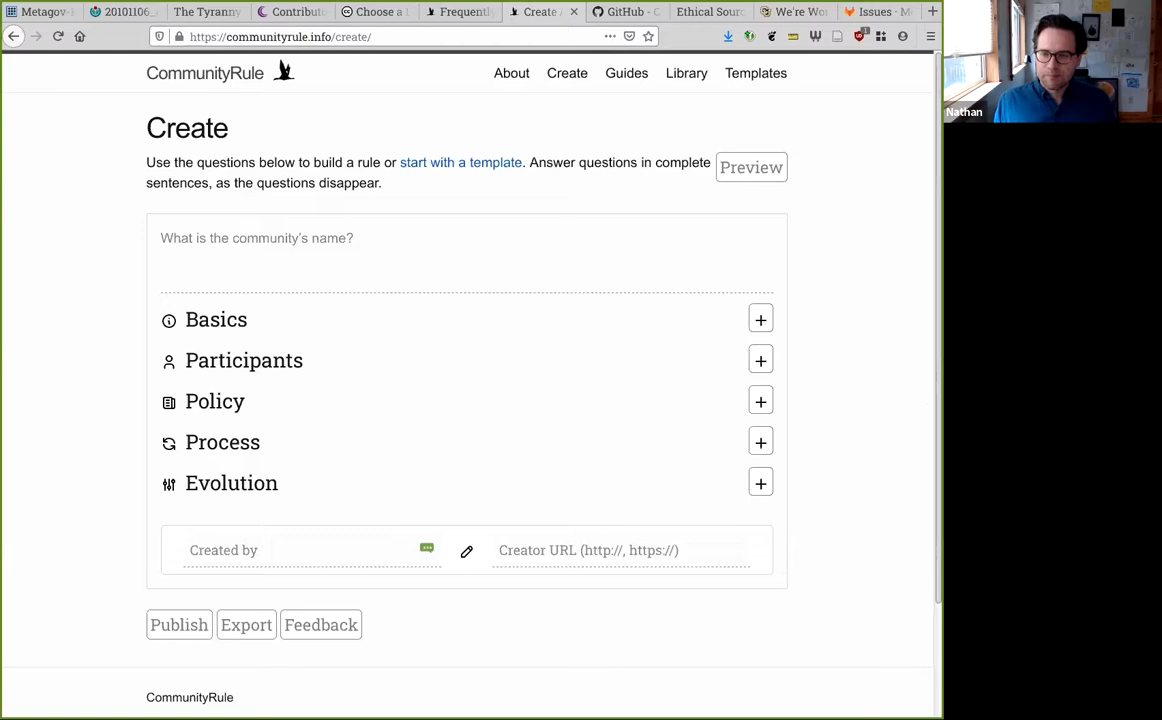 Metagov-
20101106_
The Tyranny
Contribut
Choose a L
Frequently
Create /
GitHub - C
Ethical Sourc
We're Wo
Issues · M
https://communityrule.info/create/
CommunityRule
About Create Guides Library Templates
Nathan
Create
Use the questions below to build a rule or start with a template. Answer questions in complete
sentences, as the questions disappear.
Preview
What is the community's name?
Basics
Participants
Policy
Process
Evolution
Created by
Creator URL (http://, https://)
Publish Export Feedback
CommunityRule